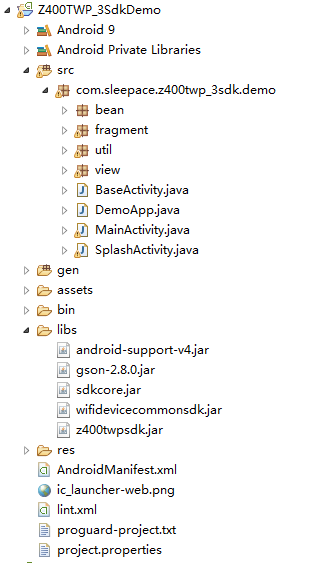 Z400TWP_3SdkDemo
Android 9
Android Private Libraries
src
com.sleepace.z400twp_3sdk.demo
bean
fragment
util
view
BaseActivity.java
DemoApp.java
MainActivity.java
SplashActivity.java
gen
assets
bin
libs
android-support-v4.jar
gson-2.8.0.jar
sdkcore.jar
wifidevicecommonsdk.jar
z400twpsdk.jar
res
AndroidManifest.xml
ic_launcher-web.png
lint.xml
proguard-project.txt
project.properties